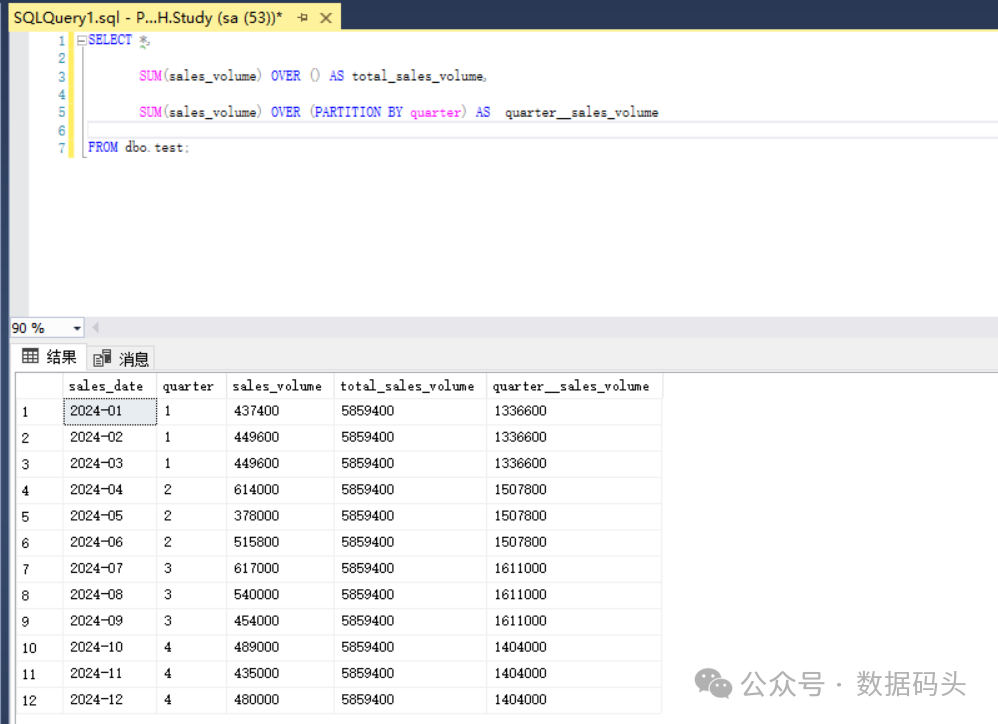 SQLQuery1.sql - P...H.Study (sa (53))*
1 SELECT *,
2
3 SUM(sales_volume) OVER () AS total_sales_volume,
4
5 SUM(sales_volume) OVER (PARTITION BY quarter) AS quarter__sales_volume
6
7 FROM dbo.test;
90 %
结果 消息
sales_date quarter sales_volume total_sales_volume quarter__sales_volume
1 2024-01 1 437400 5859400 1336600
2 2024-02 1 449600 5859400 1336600
3 2024-03 1 449600 5859400 1336600
4 2024-04 2 614000 5859400 1507800
5 2024-05 2 378000 5859400 1507800
6 2024-06 2 515800 5859400 1507800
7 2024-07 3 617000 5859400 1611000
8 2024-08 3 540000 5859400 1611000
9 2024-09 3 454000 5859400 1611000
10 2024-10 4 489000 5859400 1404000
11 2024-11 4 435000 5859400 1404000
12 2024-12 4 480000 5859400 1404000
公众号 · 数据码头